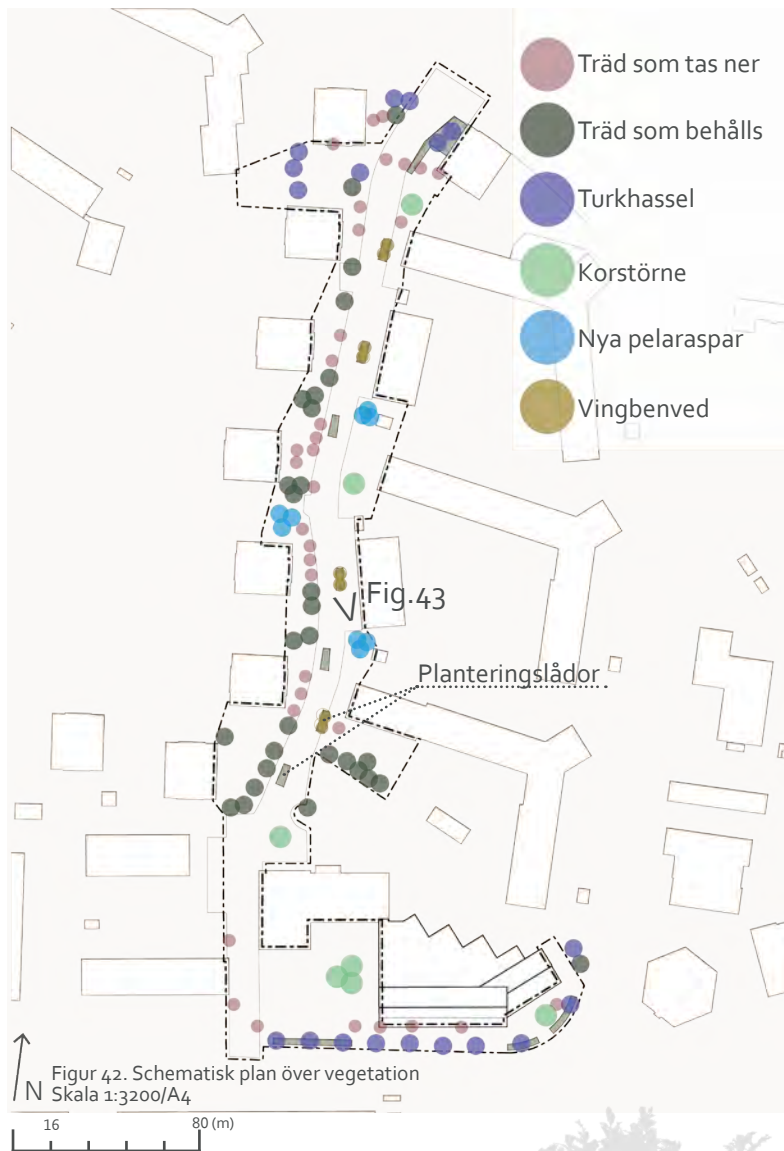 Träd som tas ner
Träd som behålls
Turkhassel
Korstörne
Nya pelaraspar
Vingbenved
Fig.43
Planteringslådor
N
Figur 42. Schematisk plan över vegetation
Skala 1:3200/A4
16 80 (m)